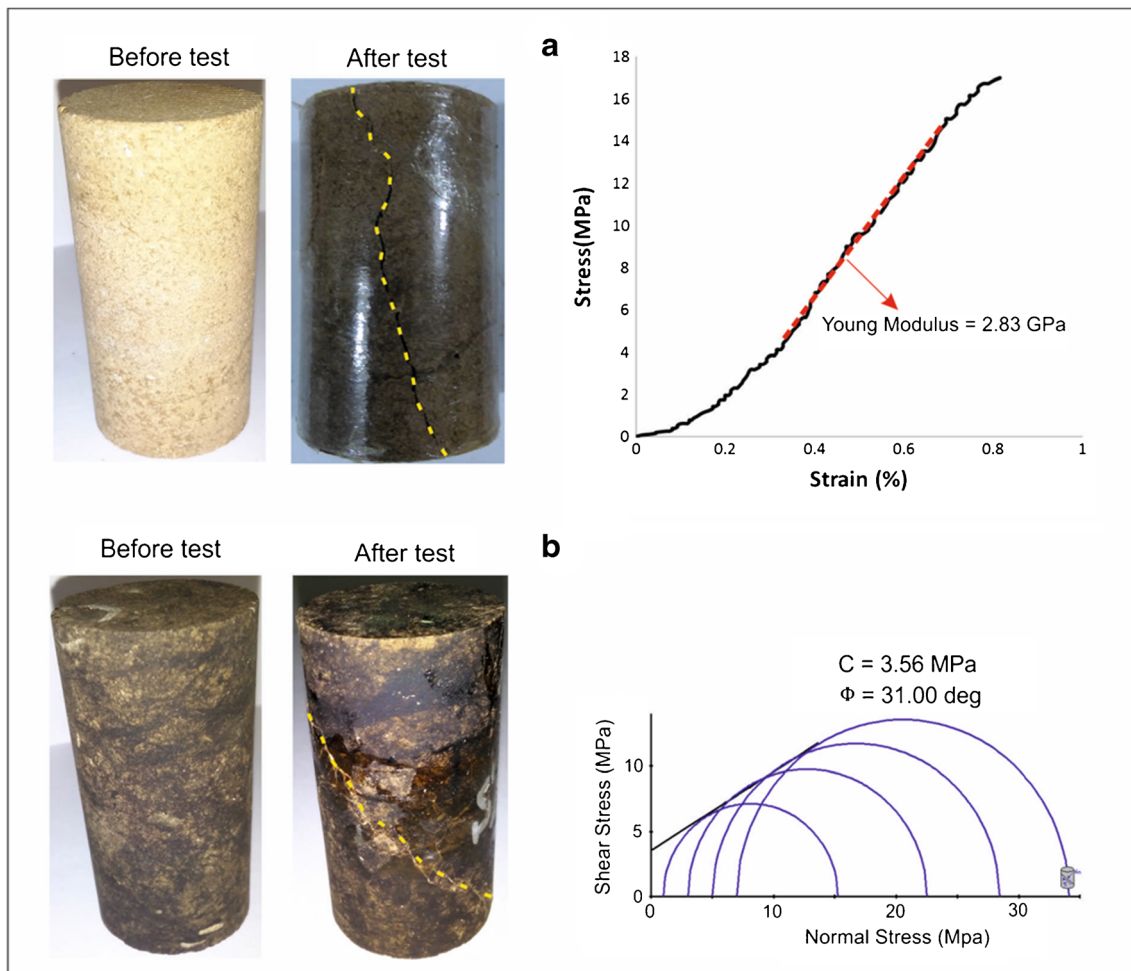 Before test
After test
a
18
16
14
12
10
8
6
4
2
0
Stress(MPa)
Young Modulus = 2.83 GPa
0
0.2
0.4
0.6
0.8
1
Strain (%)
Before test
After test
b
C = 3.56 MPa
Φ = 31.00 deg
Shear Stress (MPa)
10
5
0
0
10
20
30
Normal Stress (Mpa)